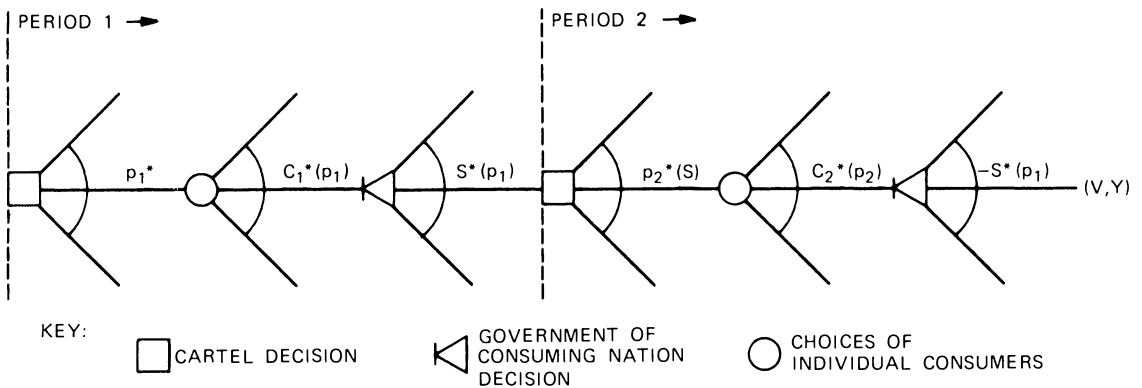 PERIOD 1 →
PERIOD 2 →
p₁*
C₁*(p₁)
S*(p₁)
p₂*(S)
C₂*(p₂)
–S*(p₁)
(V,Y)
KEY:
CARTEL DECISION
GOVERNMENT OF
CONSUMING NATION
DECISION
CHOICES OF
INDIVIDUAL CONSUMERS